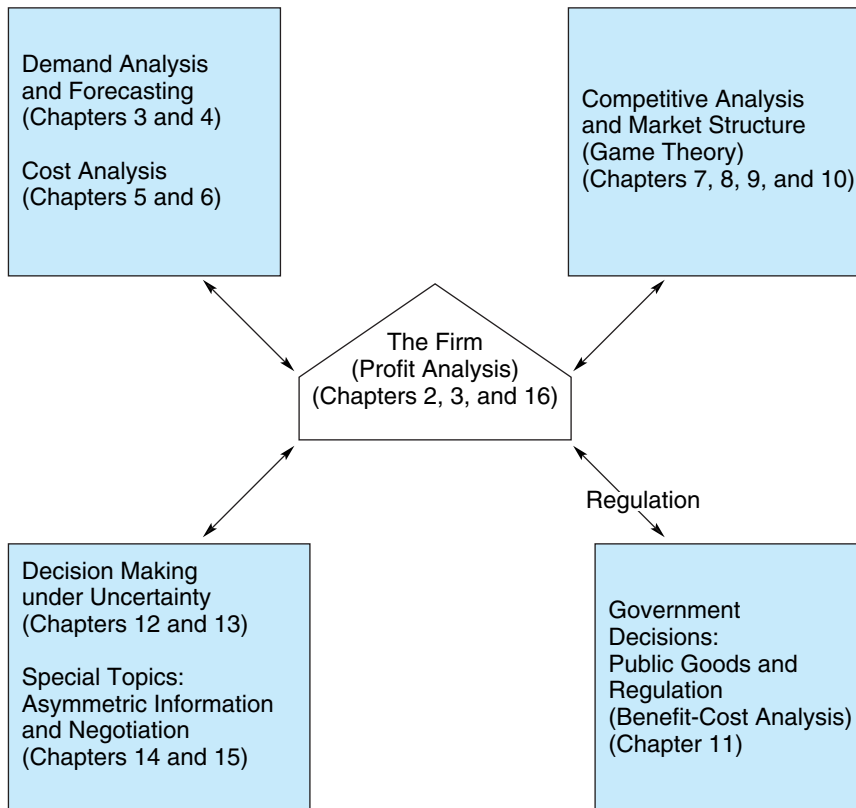 Demand Analysis
and Forecasting
(Chapters 3 and 4)
Cost Analysis
(Chapters 5 and 6)
Competitive Analysis
and Market Structure
(Game Theory)
(Chapters 7, 8, 9, and 10)
The Firm
(Profit Analysis)
(Chapters 2, 3, and 16)
Regulation
Decision Making
under Uncertainty
(Chapters 12 and 13)
Special Topics:
Asymmetric Information
and Negotiation
(Chapters 14 and 15)
Government
Decisions:
Public Goods and
Regulation
(Benefit-Cost Analysis)
(Chapter 11)